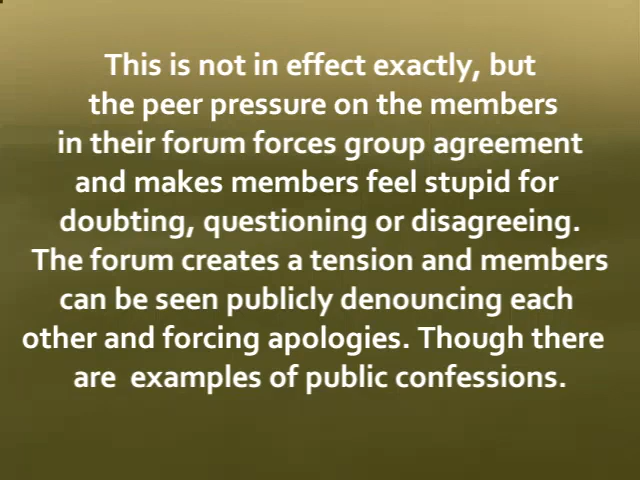 This is not in effect exactly, but
the peer pressure on the members
in their forum forces group agreement
and makes members feel stupid for
doubting, questioning or disagreeing.
The forum creates a tension and members
can be seen publicly denouncing each
other and forcing apologies. Though there
are  examples of public confessions.